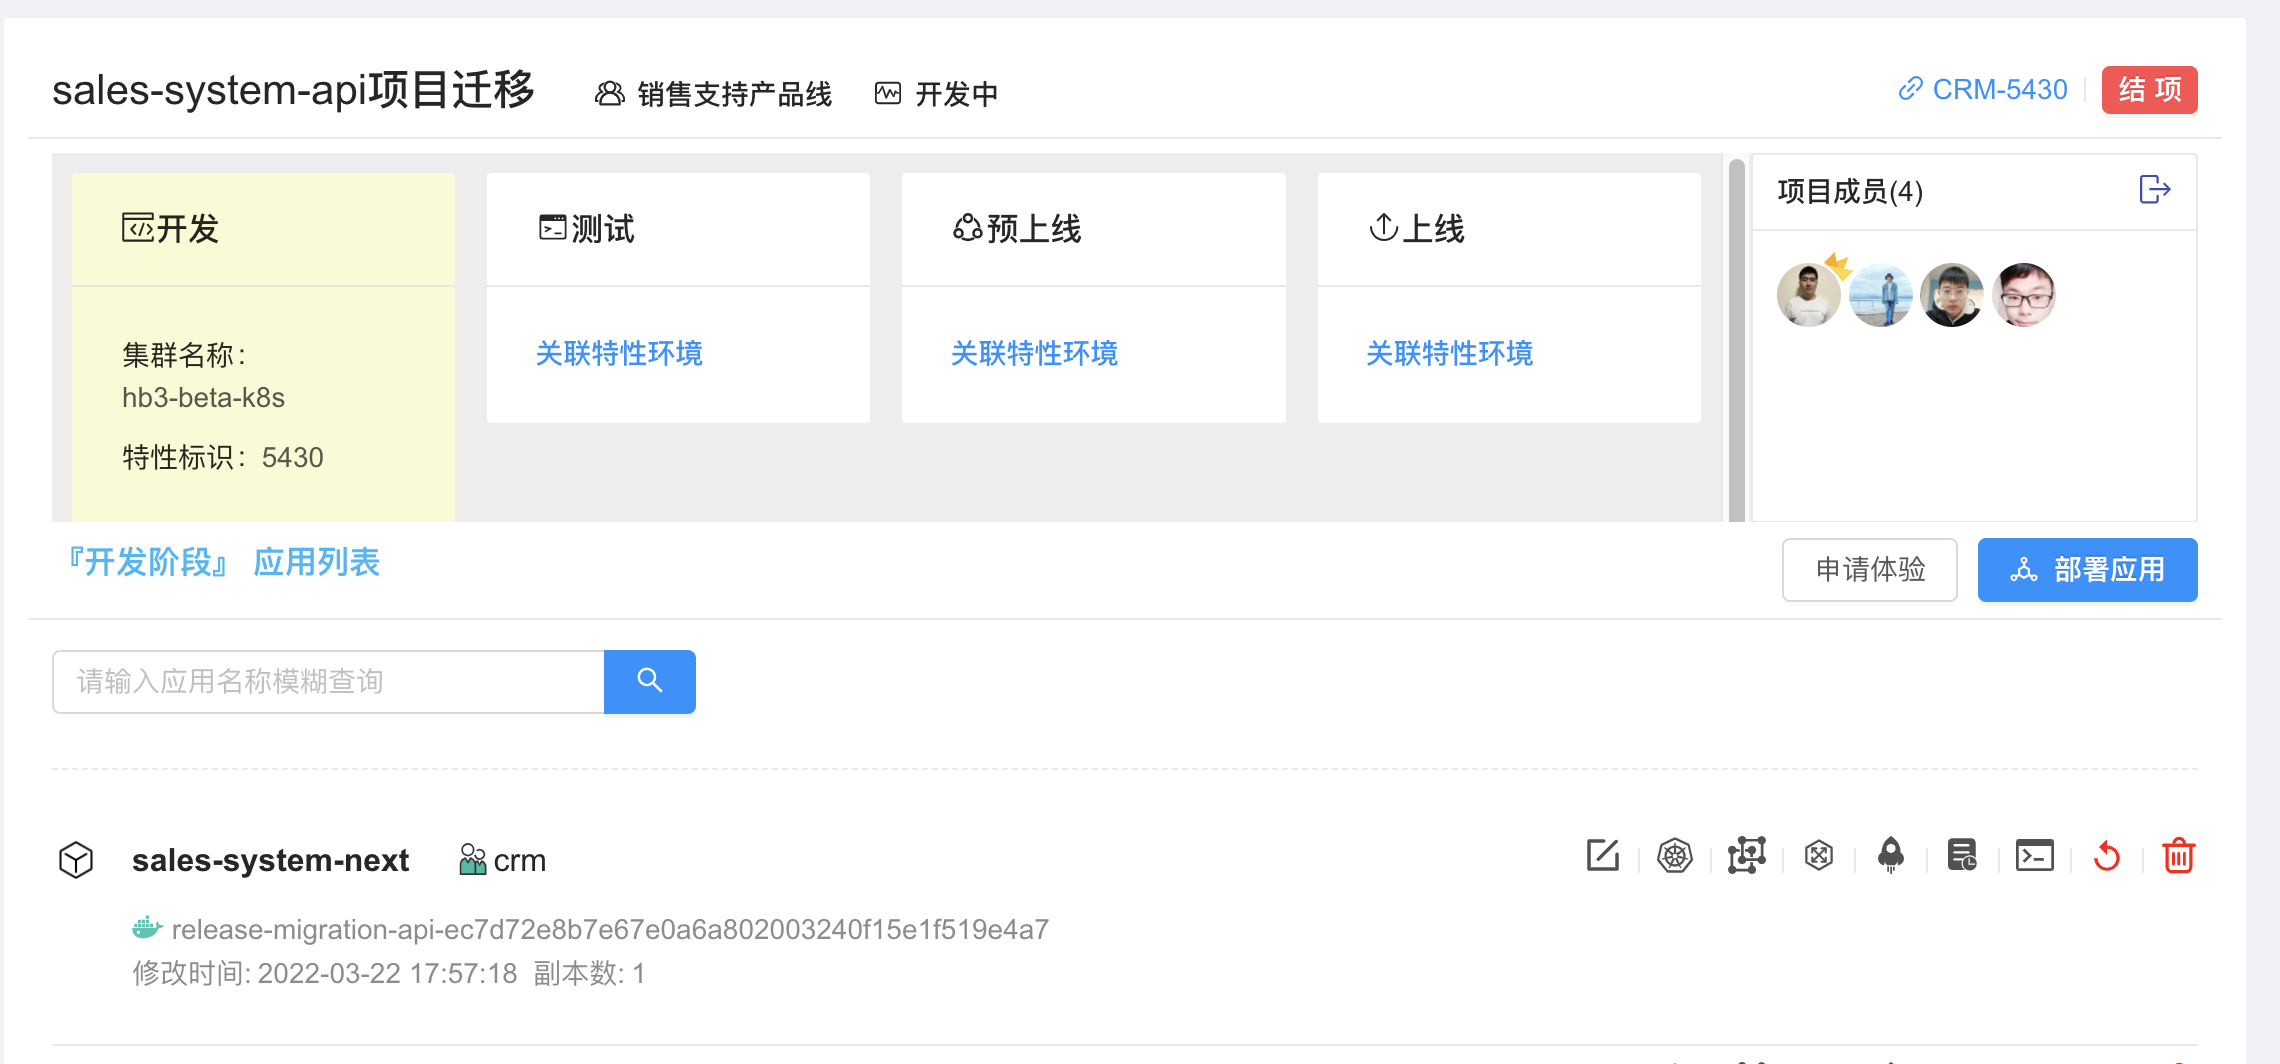 sales-system-api项目迁移 销售支持产品线 开发中 CRM-5430 结 项
开发 测试 预上线 上线 项目成员(4)
集群名称： 关联特性环境 关联特性环境 关联特性环境
hb3-beta-k8s
特性标识： 5430
『开发阶段』 应用列表 申请体验 部署应用
请输入应用名称模糊查询
sales-system-next crm
release-migration-api-ec7d72e8b7e67e0a6a802003240f15e1f519e4a7
修改时间: 2022-03-22 17:57:18 副本数: 1